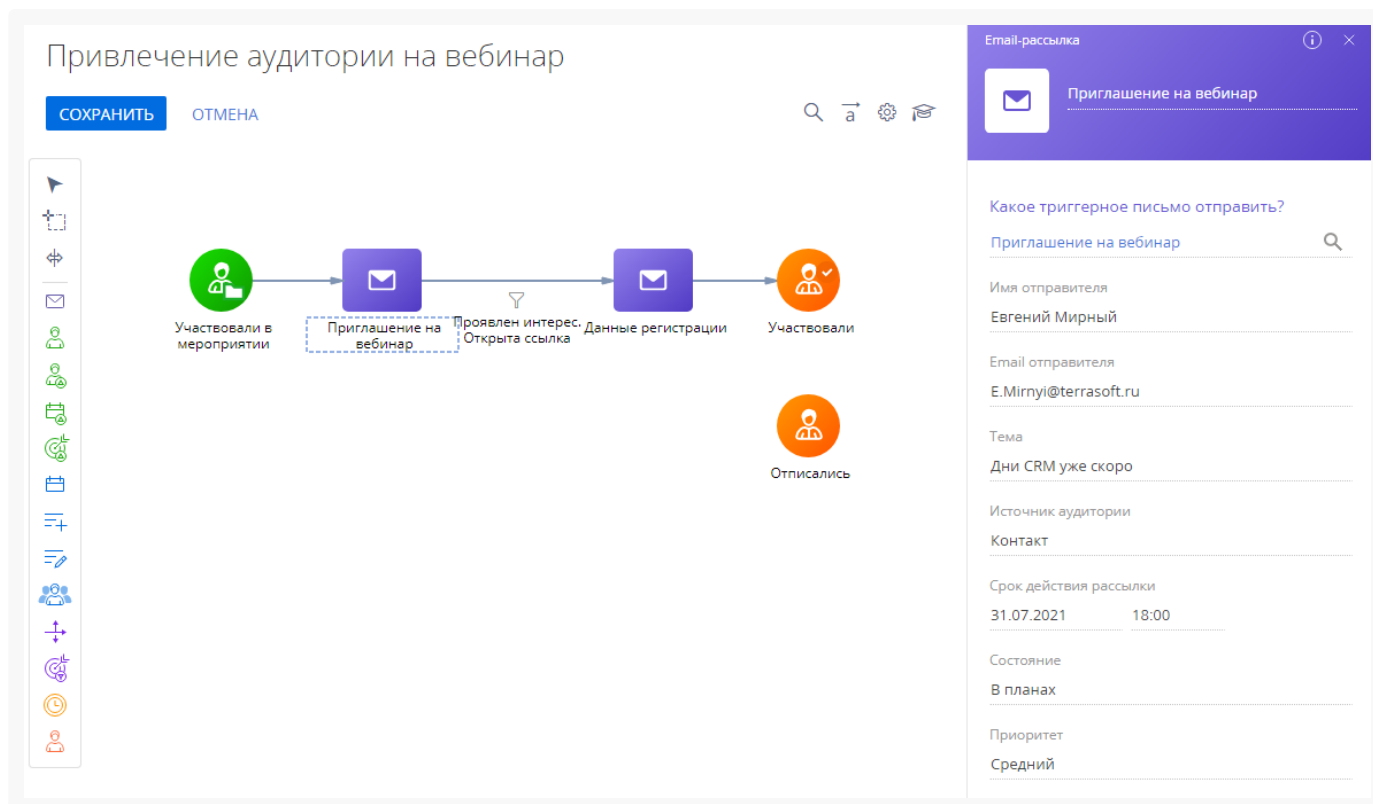 Привлечение аудитории на вебинар
СОХРАНИТЬ
ОТМЕНА
a
Участвовали в
мероприятии
Приглашение на
вебинар
Проявлен интерес.
Открыта ссылка
Данные регистрации
Участвовали
Отписались
Email-рассылка
Приглашение на вебинар
Какое триггерное письмо отправить?
Приглашение на вебинар
Имя отправителя
Евгений Мирный
Email отправителя
E.Mirnyi@terrasoft.ru
Тема
Дни CRM уже скоро
Источник аудитории
Контакт
Срок действия рассылки
31.07.2021 18:00
Состояние
В планах
Приоритет
Средний